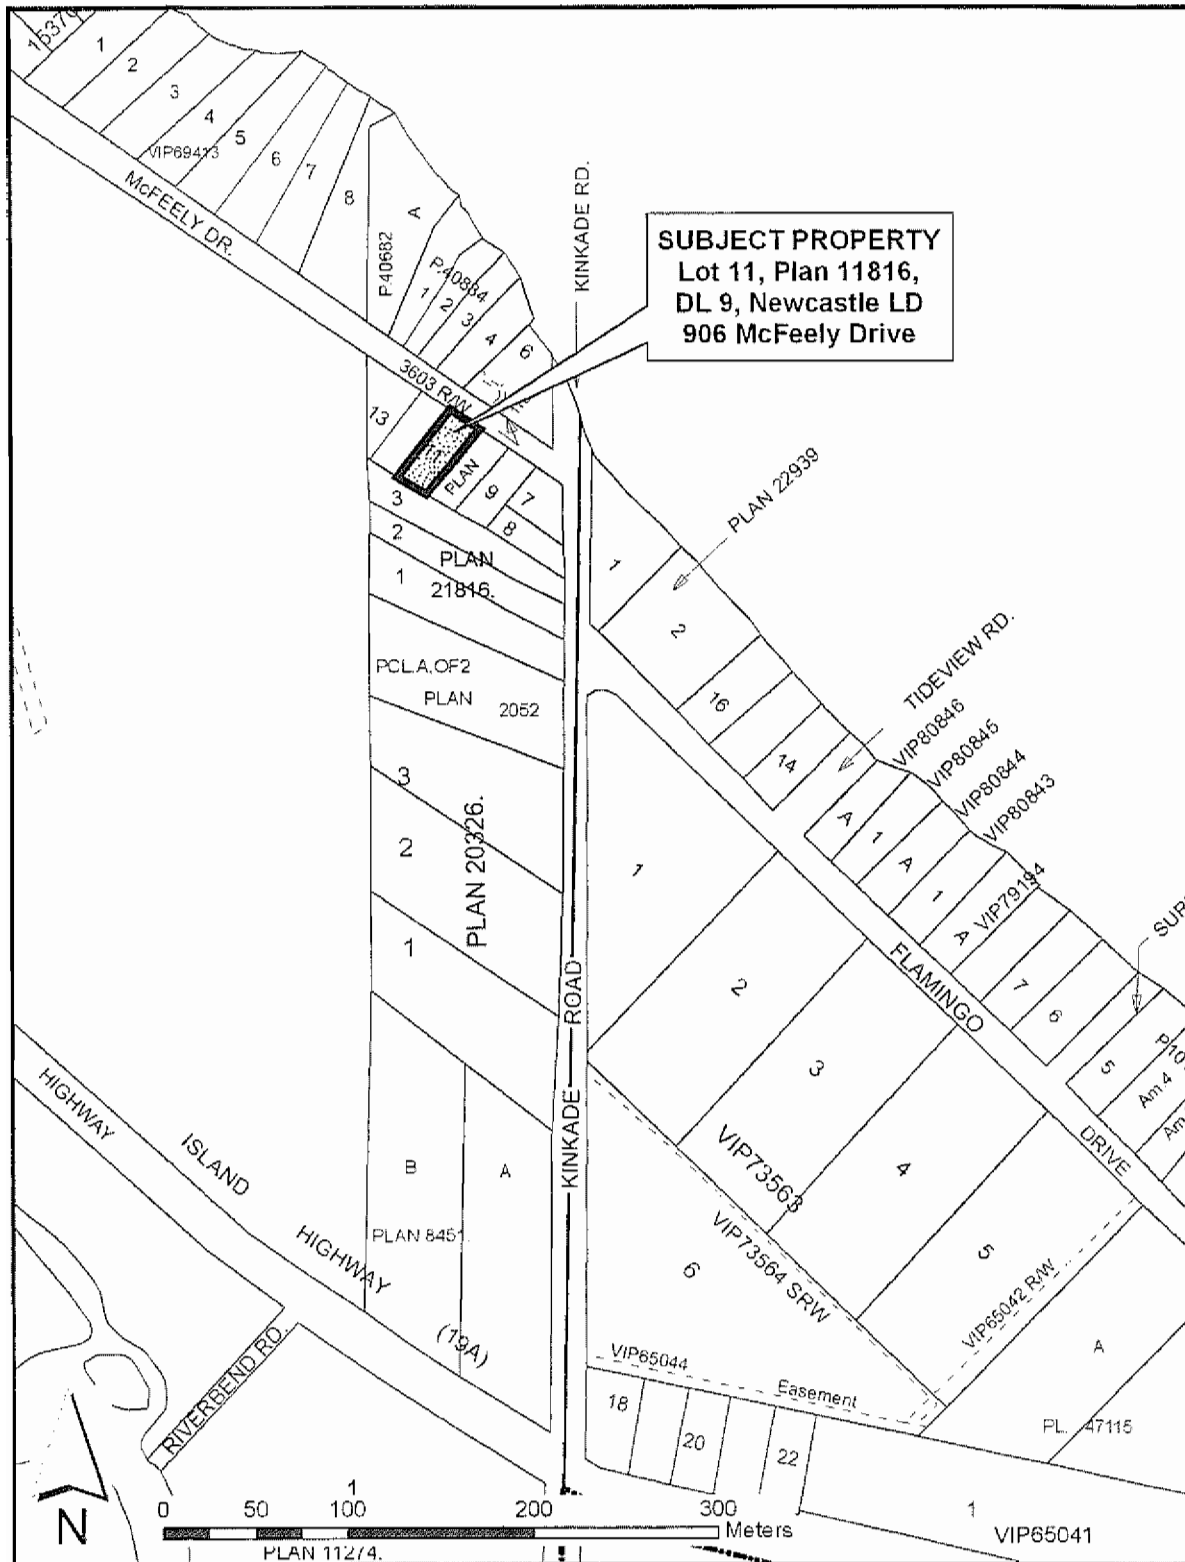 15370
1
2
3
4
5
6
7
8
VIP69413
McFEELY DR.
P.40682
A
P.40884
1
2
3
4
6
KINKADE RD.
SUBJECT PROPERTY
Lot 11, Plan 11816,
DL 9, Newcastle LD
906 McFeely Drive
3603 R/W
13
PLAN
9
7
8
3
2
1
PLAN
21816.
PCL.A.OF2
PLAN 2052
3
2
1
PLAN 20326.
B
A
PLAN 8451.
KINKADE ROAD
PLAN 22939
1
2
16
14
TIDEVIEW RD.
VIP80846
VIP80845
VIP80844
VIP80843
A
1
A
1
A
VIP79194
7
6
5
Am.4
FLAMINGO
DRIVE
1
2
3
4
5
6
VIP73563
VIP73564 SRW
VIP65042 R/W
A
PL. 47115
VIP65044
Easement
18
20
22
1
VIP65041
HIGHWAY
ISLAND
HIGHWAY
(19A)
RIVERBEND RD.
N
1
0 50 100 200 300
Meters
PLAN 11274.